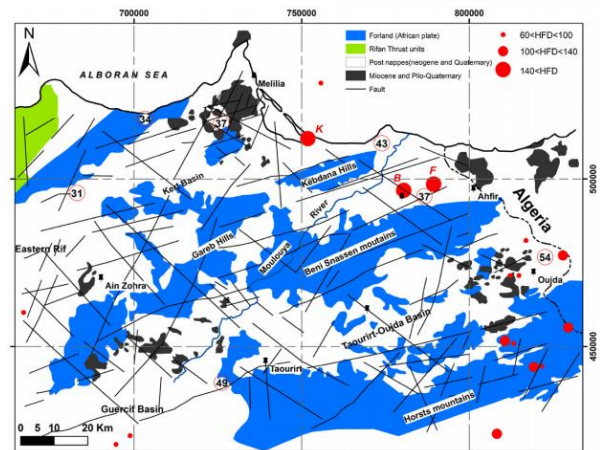 700000
750000
800000
N
ALBORAN SEA
Melilia
Forland (African plate)
Rifan Thrust units
Post nappes(neogene and Quaternary)
Miocene and Plio-Quaternary
Fault
60<HFD<100
100<HFD<140
140<HFD
34
37
K
43
31
Ket Basin
Kebdana Hills
B
F
37
Ahfir
500000
River
Algeria
Eastern Rif
Gareb Hills
Moulouya
Beni Snassen moutains
54
Oujda
Ain Zohra
Taourirt-Oujda Basin
450000
Taourirt
49
Guercif Basin
Horsts mountains
0 5 10 20 Km